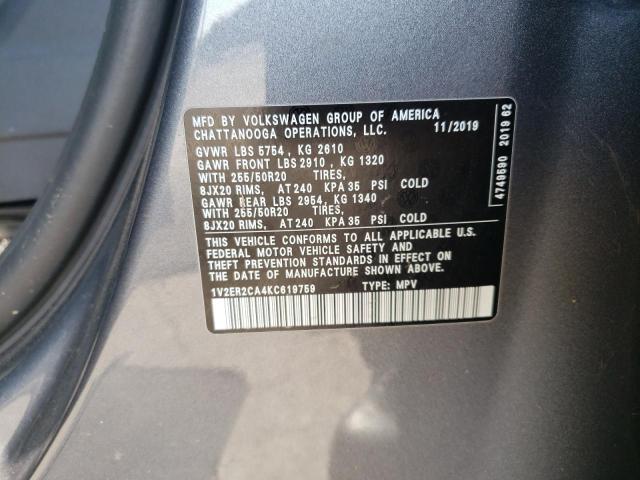 MFD BY VOLKSWAGEN GROUP OF AMERICA
CHATTANOOGA OPERATIONS, LLC. 11/2019
GVWR LBS 5754 , KG 2610
GAWR FRONT LBS 2910 , KG 1320
WITH 255/50R20 TIRES,
8JX20 RIMS, AT 240 KPA 35 PSI COLD
GAWR REAR LBS 2954 , KG 1340
WITH 255/50R20 TIRES,
8JX20 RIMS, AT 240 KPA 35 PSI COLD
THIS VEHICLE CONFORMS TO ALL APPLICABLE U.S.
FEDERAL MOTOR VEHICLE SAFETY AND
THEFT PREVENTION STANDARDS IN EFFECT
ON THE DATE OF MANUFACTURE SHOWN ABOVE.
1V2ER2CA4KC619759 TYPE: MPV
4749590 2019 62